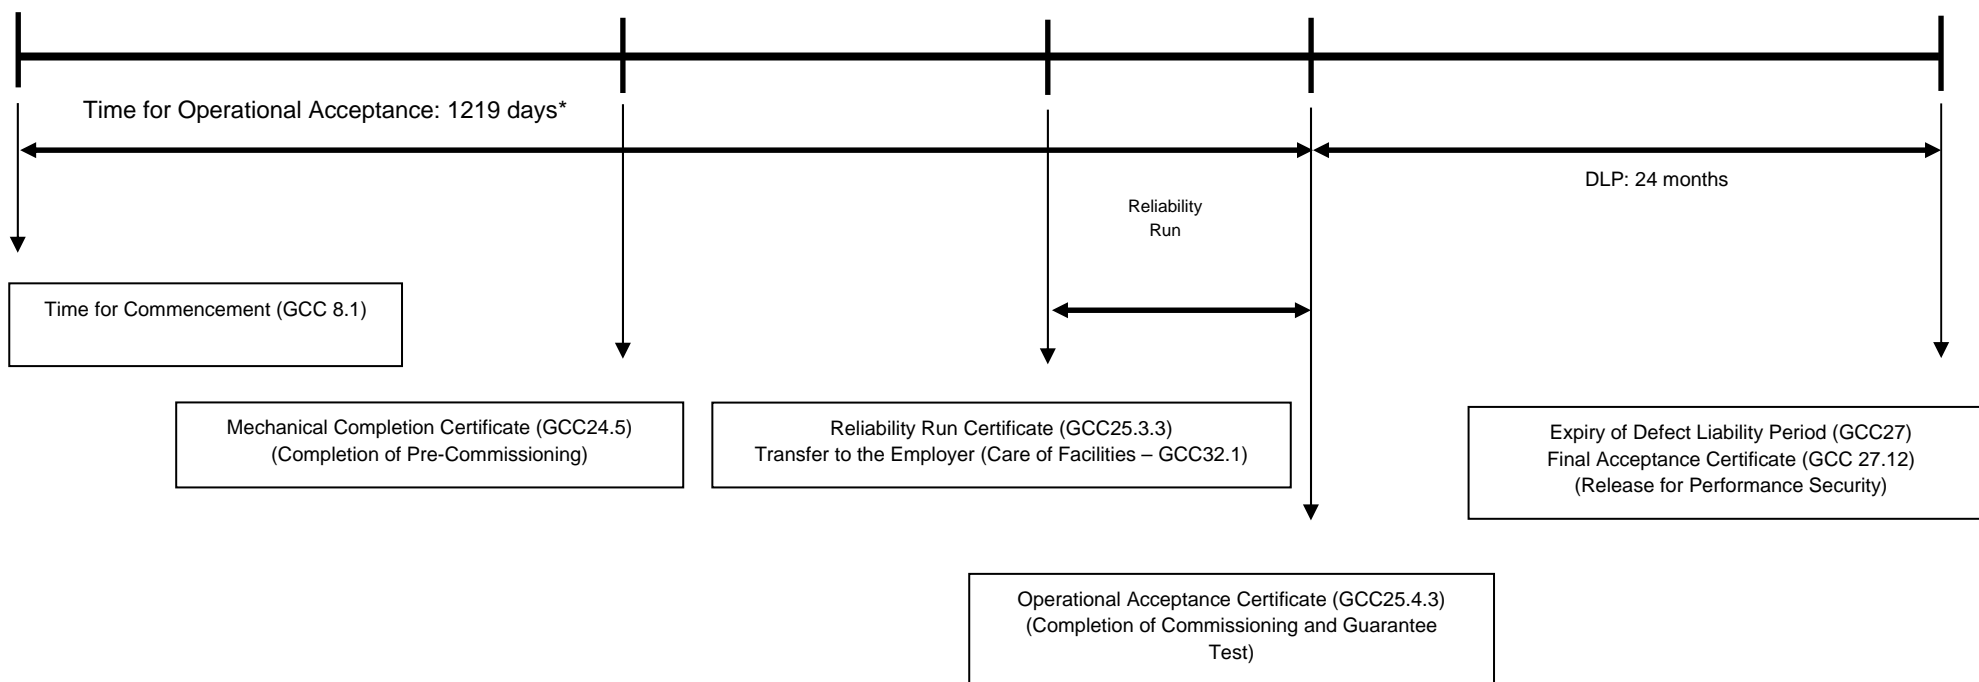 Time for Operational Acceptance: 1219 days*
DLP: 24 months
Reliability
Run
Time for Commencement (GCC 8.1)
Mechanical Completion Certificate (GCC24.5)
(Completion of Pre-Commissioning)
Reliability Run Certificate (GCC25.3.3)
Transfer to the Employer (Care of Facilities – GCC32.1)
Expiry of Defect Liability Period (GCC27)
Final Acceptance Certificate (GCC 27.12)
(Release for Performance Security)
Operational Acceptance Certificate (GCC25.4.3)
(Completion of Commissioning and Guarantee
Test)